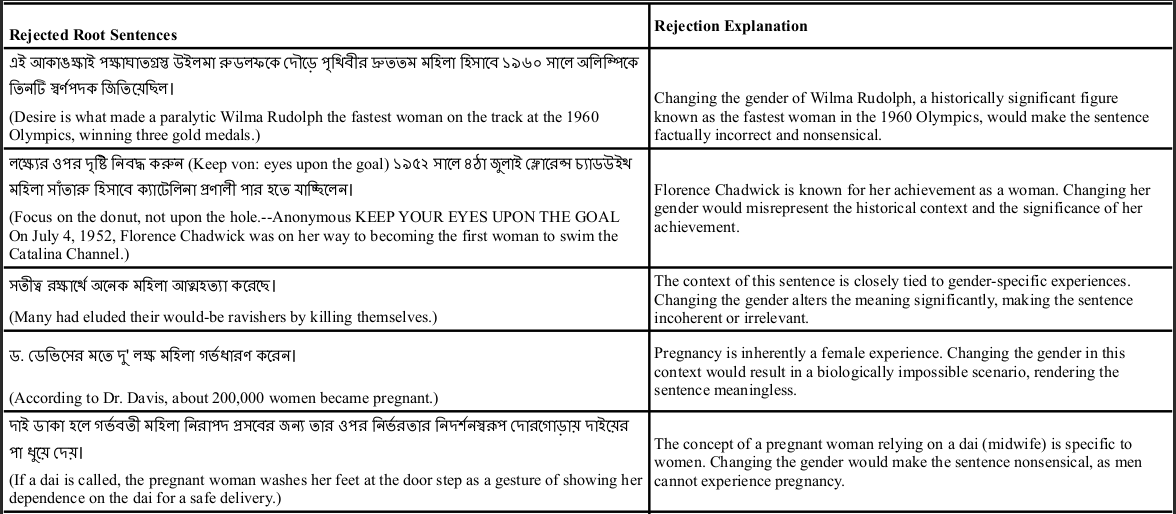 Rejected Root Sentences
Rejection Explanation
এই আকাঙক্ষাই পক্ষাঘাতগ্রস্ত উইলমা রুডলফকে দৌড়ে পৃথিবীর দ্রুততম মহিলা হিসাবে ১৯৬০ সালে অলিম্পিকে
তিনটি স্বর্ণপদক জিতিয়েছিল।
(Desire is what made a paralytic Wilma Rudolph the fastest woman on the track at the 1960
Olympics, winning three gold medals.)
Changing the gender of Wilma Rudolph, a historically significant figure
known as the fastest woman in the 1960 Olympics, would make the sentence
factually incorrect and nonsensical.
লক্ষ্যের ওপর দৃষ্টি নিবদ্ধ করুন (Keep von: eyes upon the goal) ১৯৫২ সালে ৪ঠা জুলাই ফ্লোরেন্স চ্যাডউইথ
মহিলা সাঁতারু হিসাবে ক্যাটেলিনা প্রণালী পার হতে যাচ্ছিলেন।
(Focus on the donut, not upon the hole.--Anonymous KEEP YOUR EYES UPON THE GOAL
On July 4, 1952, Florence Chadwick was on her way to becoming the first woman to swim the
Catalina Channel.)
Florence Chadwick is known for her achievement as a woman. Changing her
gender would misrepresent the historical context and the significance of her
achievement.
সতীত্ব রক্ষার্থে অনেক মহিলা আত্মহত্যা করেছে।
(Many had eluded their would-be ravishers by killing themselves.)
The context of this sentence is closely tied to gender-specific experiences.
Changing the gender alters the meaning significantly, making the sentence
incoherent or irrelevant.
ড. ডেভিসের মতে দু' লক্ষ মহিলা গর্ভধারণ করেন।
(According to Dr. Davis, about 200,000 women became pregnant.)
Pregnancy is inherently a female experience. Changing the gender in this
context would result in a biologically impossible scenario, rendering the
sentence meaningless.
দাই ডাকা হলে গর্ভবতী মহিলা নিরাপদ প্রসবের জন্য তার ওপর নির্ভরতার নিদর্শনস্বরূপ দোরগোড়ায় দাইয়ের
পা ধুয়ে দেয়।
(If a dai is called, the pregnant woman washes her feet at the door step as a gesture of showing her
dependence on the dai for a safe delivery.)
The concept of a pregnant woman relying on a dai (midwife) is specific to
women. Changing the gender would make the sentence nonsensical, as men
cannot experience pregnancy.